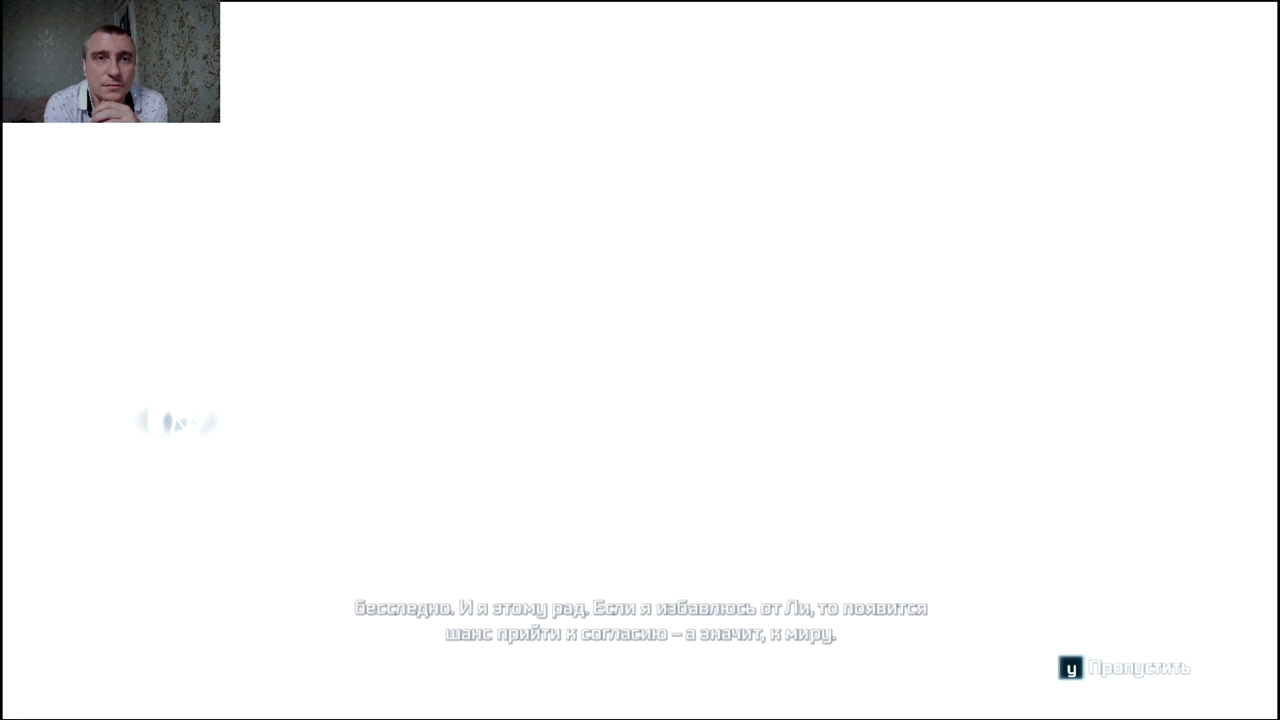 бесследно. И я этому рад. Если я избавлюсь от Ли, то появится
шанс прийти к согласию – а значит, к миру.
у Пропустить